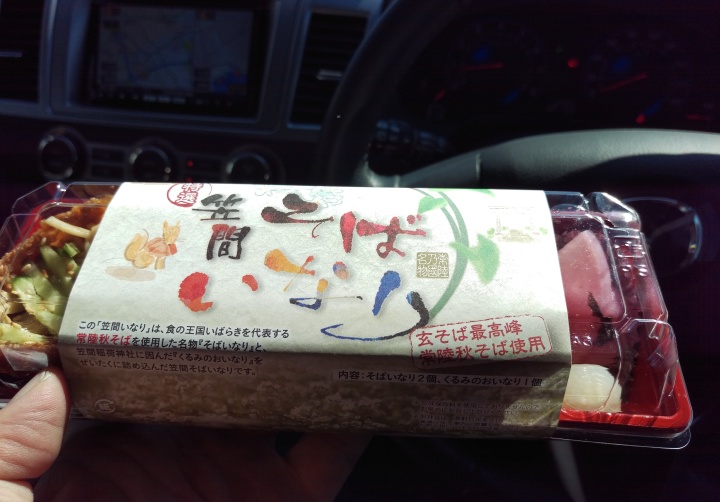 特選
笠間
そば
いなり
常陸乃國名物
玄そば最高峰
常陸秋そば使用
この「笠間いなり」は、食の王国いばらきを代表する
常陸秋そばを使用した名物『そばいなり』と、
笠間稲荷神社に因んだ『くるみのおいなり』を
ぜいたくに詰め込んだ笠間そばいなりです。
内容：そばいなり2個、くるみのおいなり1個